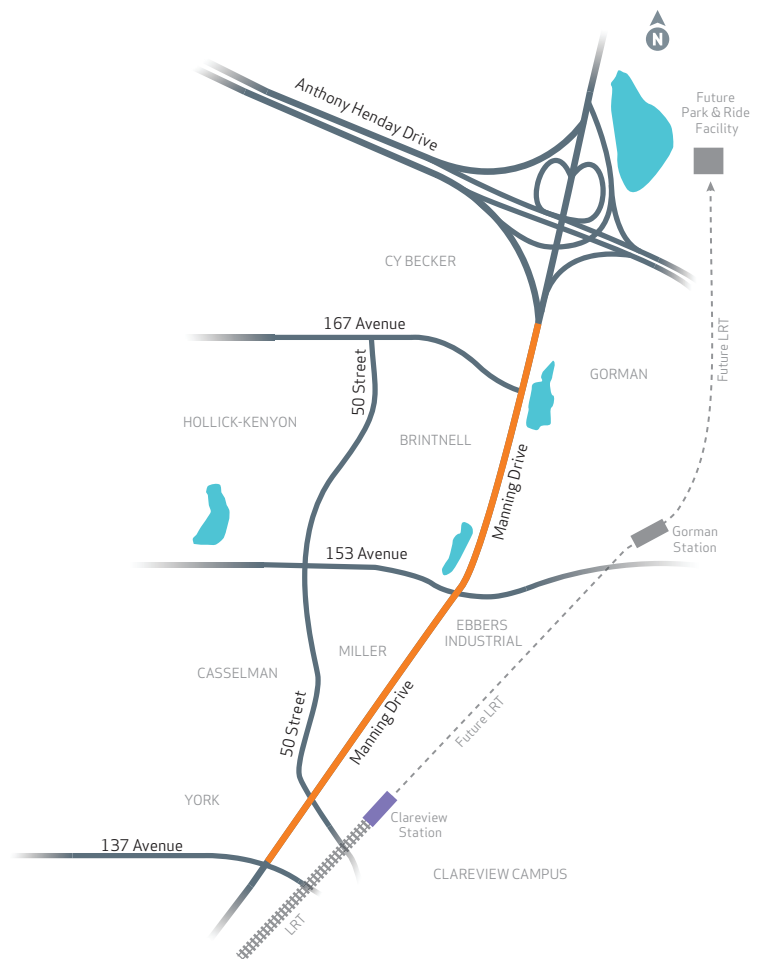 N
Future
Park & Ride
Facility
Anthony Henday Drive
CY BECKER
167 Avenue
Future LRT
50 Street
GORMAN
HOLLICK-KENYON
BRINTNELL
Manning Drive
Gorman
Station
153 Avenue
EBBERS
INDUSTRIAL
MILLER
CASSELMAN
Manning Drive
50 Street
Future LRT
YORK
Clareview
Station
137 Avenue
CLAREVIEW CAMPUS
LRT